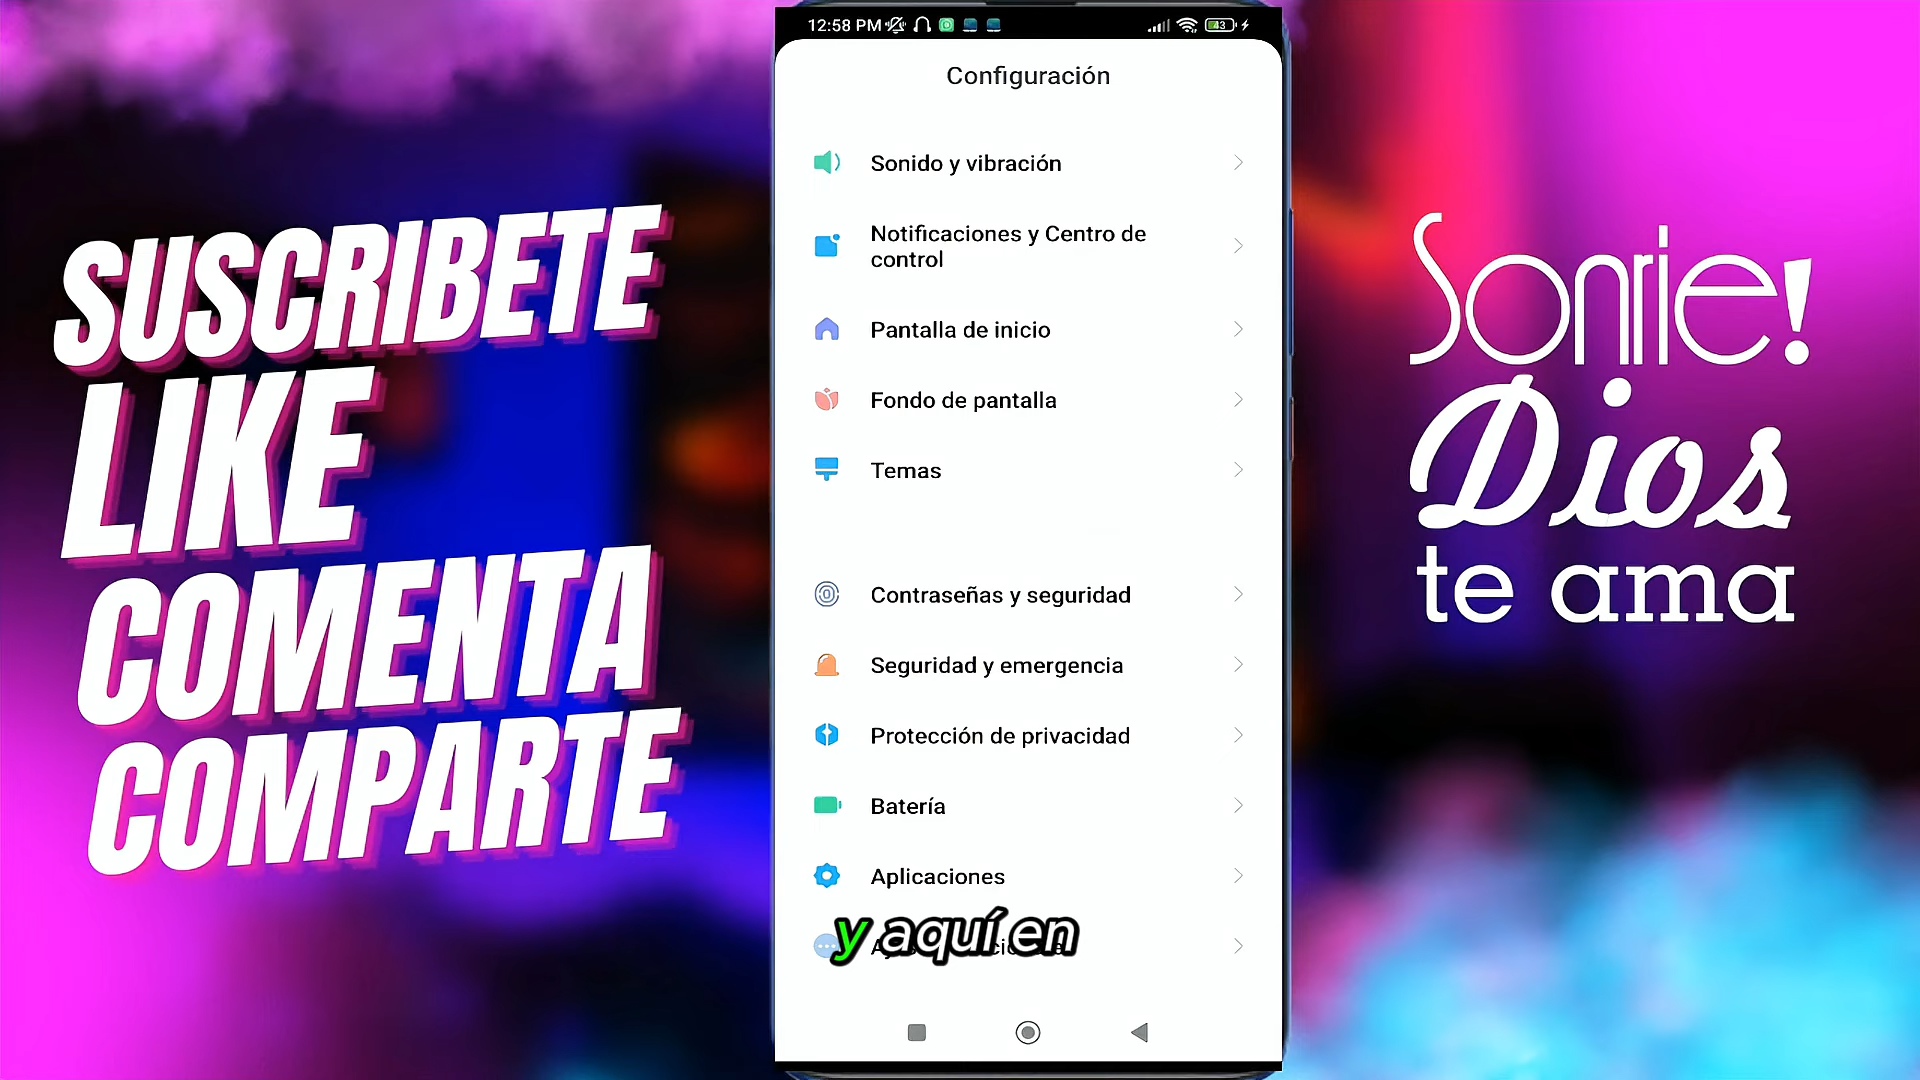 SUSCRIBETE
LIKE
COMENTA
COMPARTE
12:58 PM
43
Configuración
Sonido y vibración
Notificaciones y Centro de
control
Pantalla de inicio
Fondo de pantalla
Temas
Contraseñas y seguridad
Seguridad y emergencia
Protección de privacidad
Batería
Aplicaciones
y aquí en
Sonrie!
Dios
te ama